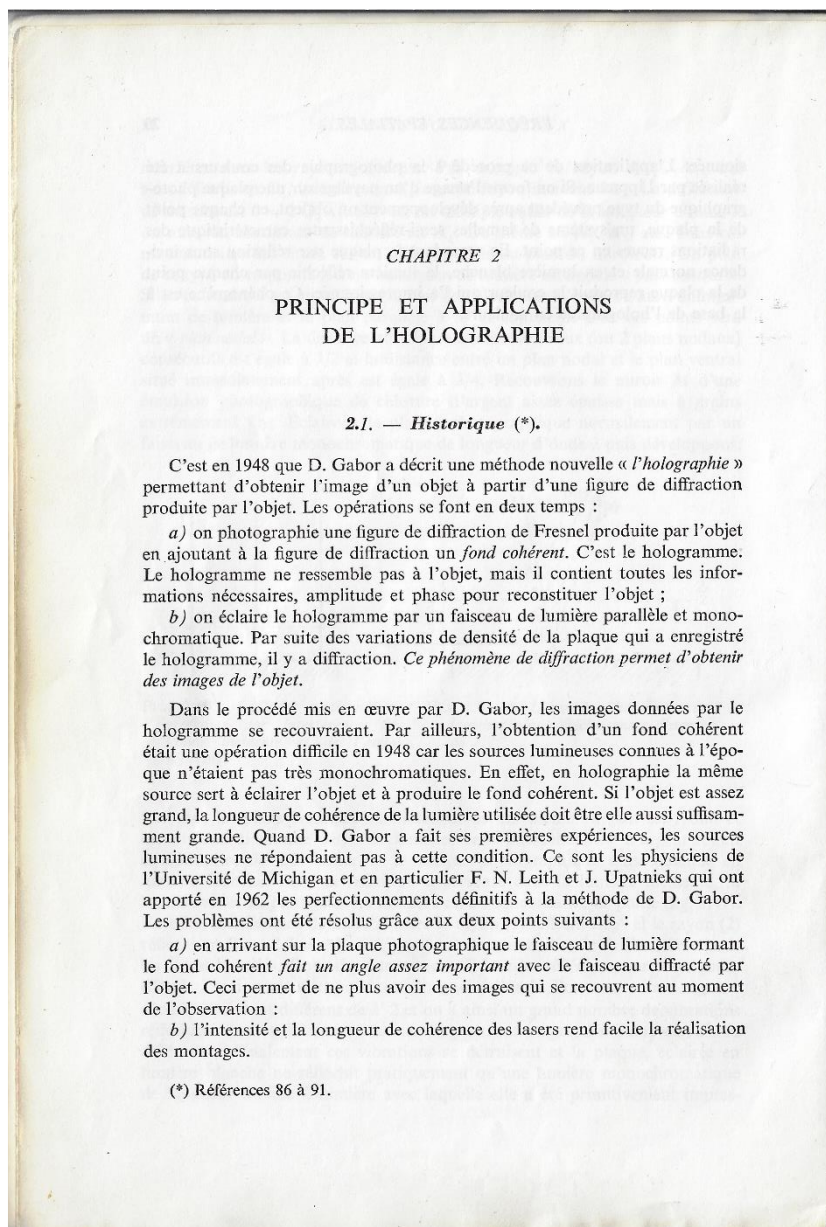 CHAPITRE 2
PRINCIPE ET APPLICATIONS
DE L'HOLOGRAPHIE
2.1. — Historique (*).
C'est en 1948 que D. Gabor a décrit une méthode nouvelle « l'holographie »
permettant d'obtenir l'image d'un objet à partir d'une figure de diffraction
produite par l'objet. Les opérations se font en deux temps :
a) on photographie une figure de diffraction de Fresnel produite par l'objet
en ajoutant à la figure de diffraction un fond cohérent. C'est le hologramme.
Le hologramme ne ressemble pas à l'objet, mais il contient toutes les infor-
mations nécessaires, amplitude et phase pour reconstituer l'objet ;
b) on éclaire le hologramme par un faisceau de lumière parallèle et mono-
chromatique. Par suite des variations de densité de la plaque qui a enregistré
le hologramme, il y a diffraction. Ce phénomène de diffraction permet d'obtenir
des images de l'objet.
Dans le procédé mis en œuvre par D. Gabor, les images données par le
hologramme se recouvraient. Par ailleurs, l'obtention d'un fond cohérent
était une opération difficile en 1948 car les sources lumineuses connues à l'épo-
que n'étaient pas très monochromatiques. En effet, en holographie la même
source sert à éclairer l'objet et à produire le fond cohérent. Si l'objet est assez
grand, la longueur de cohérence de la lumière utilisée doit être elle aussi suffisam-
ment grande. Quand D. Gabor a fait ses premières expériences, les sources
lumineuses ne répondaient pas à cette condition. Ce sont les physiciens de
l'Université de Michigan et en particulier F. N. Leith et J. Upatnieks qui ont
apporté en 1962 les perfectionnements définitifs à la méthode de D. Gabor.
Les problèmes ont été résolus grâce aux deux points suivants :
a) en arrivant sur la plaque photographique le faisceau de lumière formant
le fond cohérent fait un angle assez important avec le faisceau diffracté par
l'objet. Ceci permet de ne plus avoir des images qui se recouvrent au moment
de l'observation :
b) l'intensité et la longueur de cohérence des lasers rend facile la réalisation
des montages.
(*) Références 86 à 91.